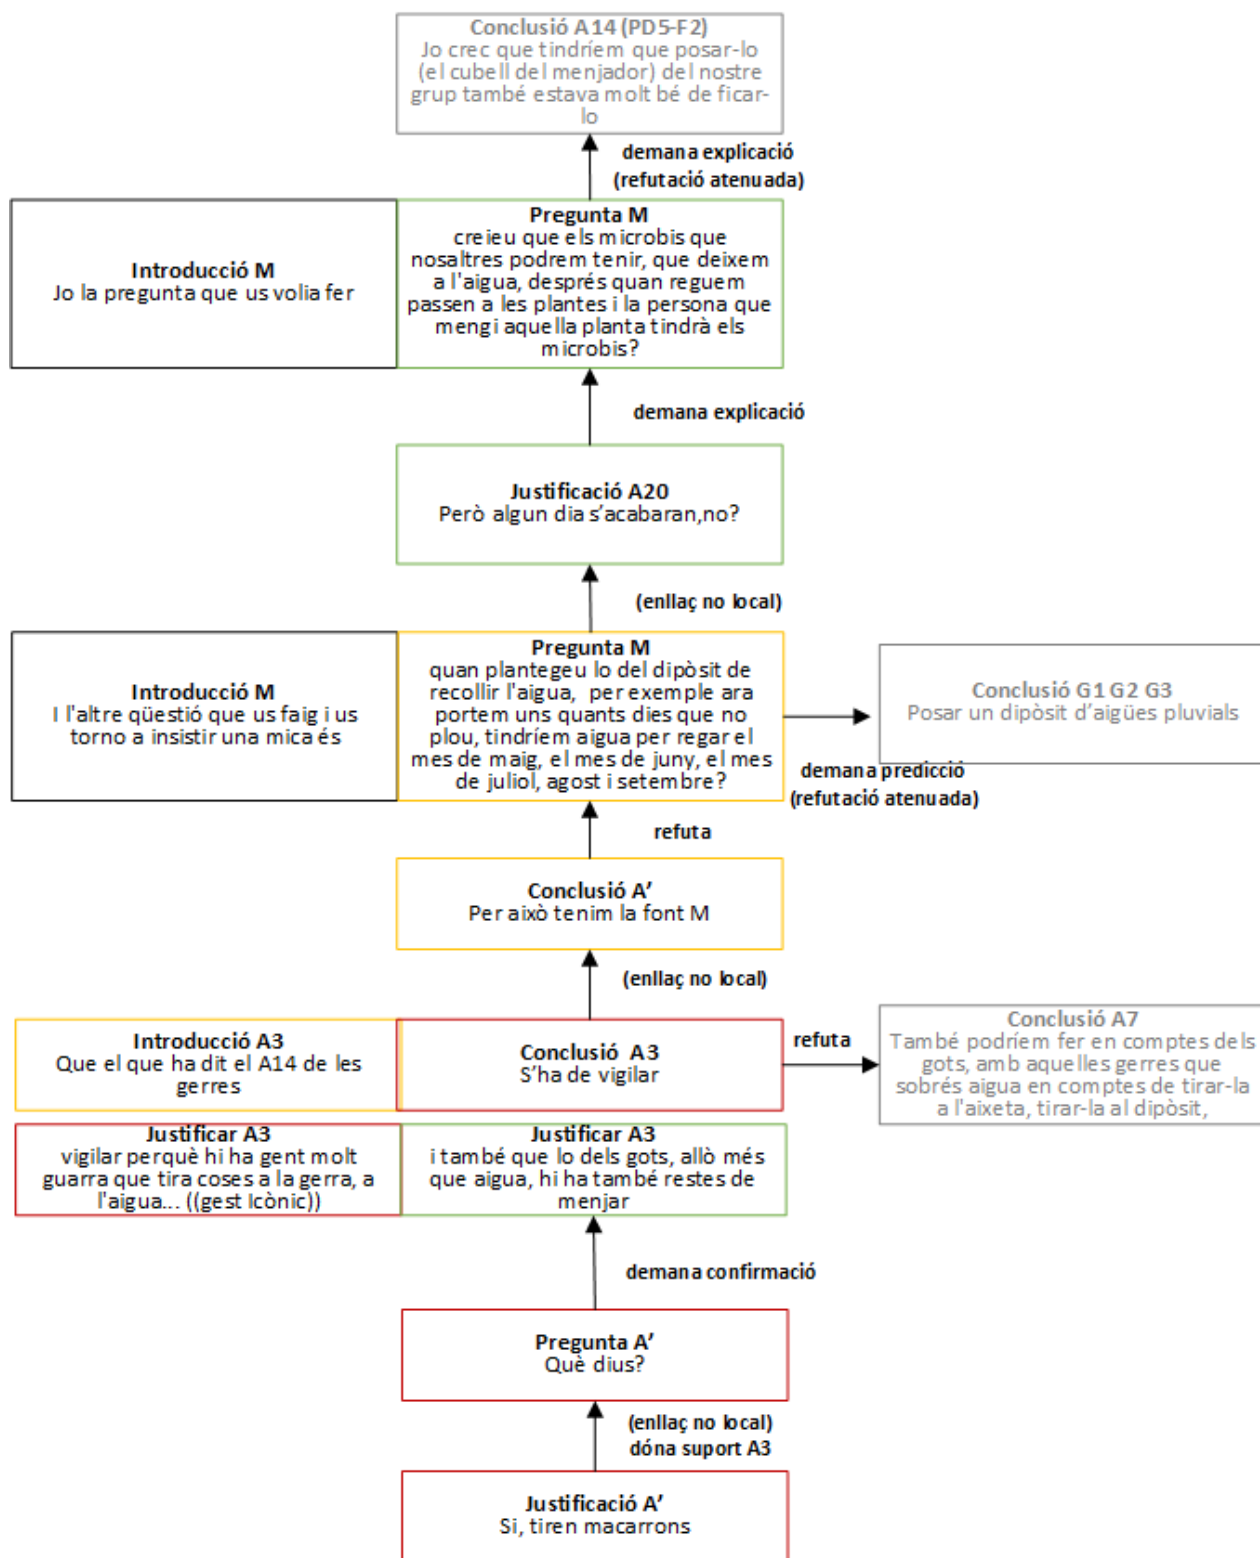 Conclusió A14 (PD5-F2)
Jo crec que tindríem que posar-lo
(el cubell del menjador) del nostre
grup també estava molt bé de ficar-
lo
demana explicació
(refutació atenuada)
Introducció M
Jo la pregunta que us volia fer
Pregunta M
creieu que els microbis que
nosaltres podrem tenir, que deixem
a l'aigua, després quan reguem
passen a les plantes i la persona que
mengi aquella planta tindrà els
microbis?
demana explicació
Justificació A20
Però algun dia s’acabaran,no?
(enllaç no local)
Introducció M
I l'altre qüestió que us faig i us
torno a insistir una mica és
Pregunta M
quan plantegeu lo del dipòsit de
recollir l'aigua, per exemple ara
portem uns quants dies que no
plou, tindríem aigua per regar el
mes de maig, el mes de juny, el mes
de juliol, agost i setembre?
Conclusió G1 G2 G3
Posar un dipòsit d’aigües pluvials
demana predicció
(refutació atenuada)
refuta
Conclusió A’
Per això tenim la font M
(enllaç no local)
Introducció A3
Que el que ha dit el A14 de les
gerres
Conclusió A3
S’ha de vigilar
refuta
Conclusió A7
També podríem fer en comptes dels
gots, amb aquelles gerres que
sobrés aigua en comptes de tirar-la
a l'aixeta, tirar-la al dipòsit,
Justificar A3
vigilar perquè hi ha gent molt
guarra que tira coses a la gerra, a
l'aigua... ((gest Icònic))
Justificar A3
i també que lo dels gots, allò més
que aigua, hi ha també restes de
menjar
demana confirmació
Pregunta A’
Què dius?
(enllaç no local)
dóna suport A3
Justificació A’
Si, tiren macarrons